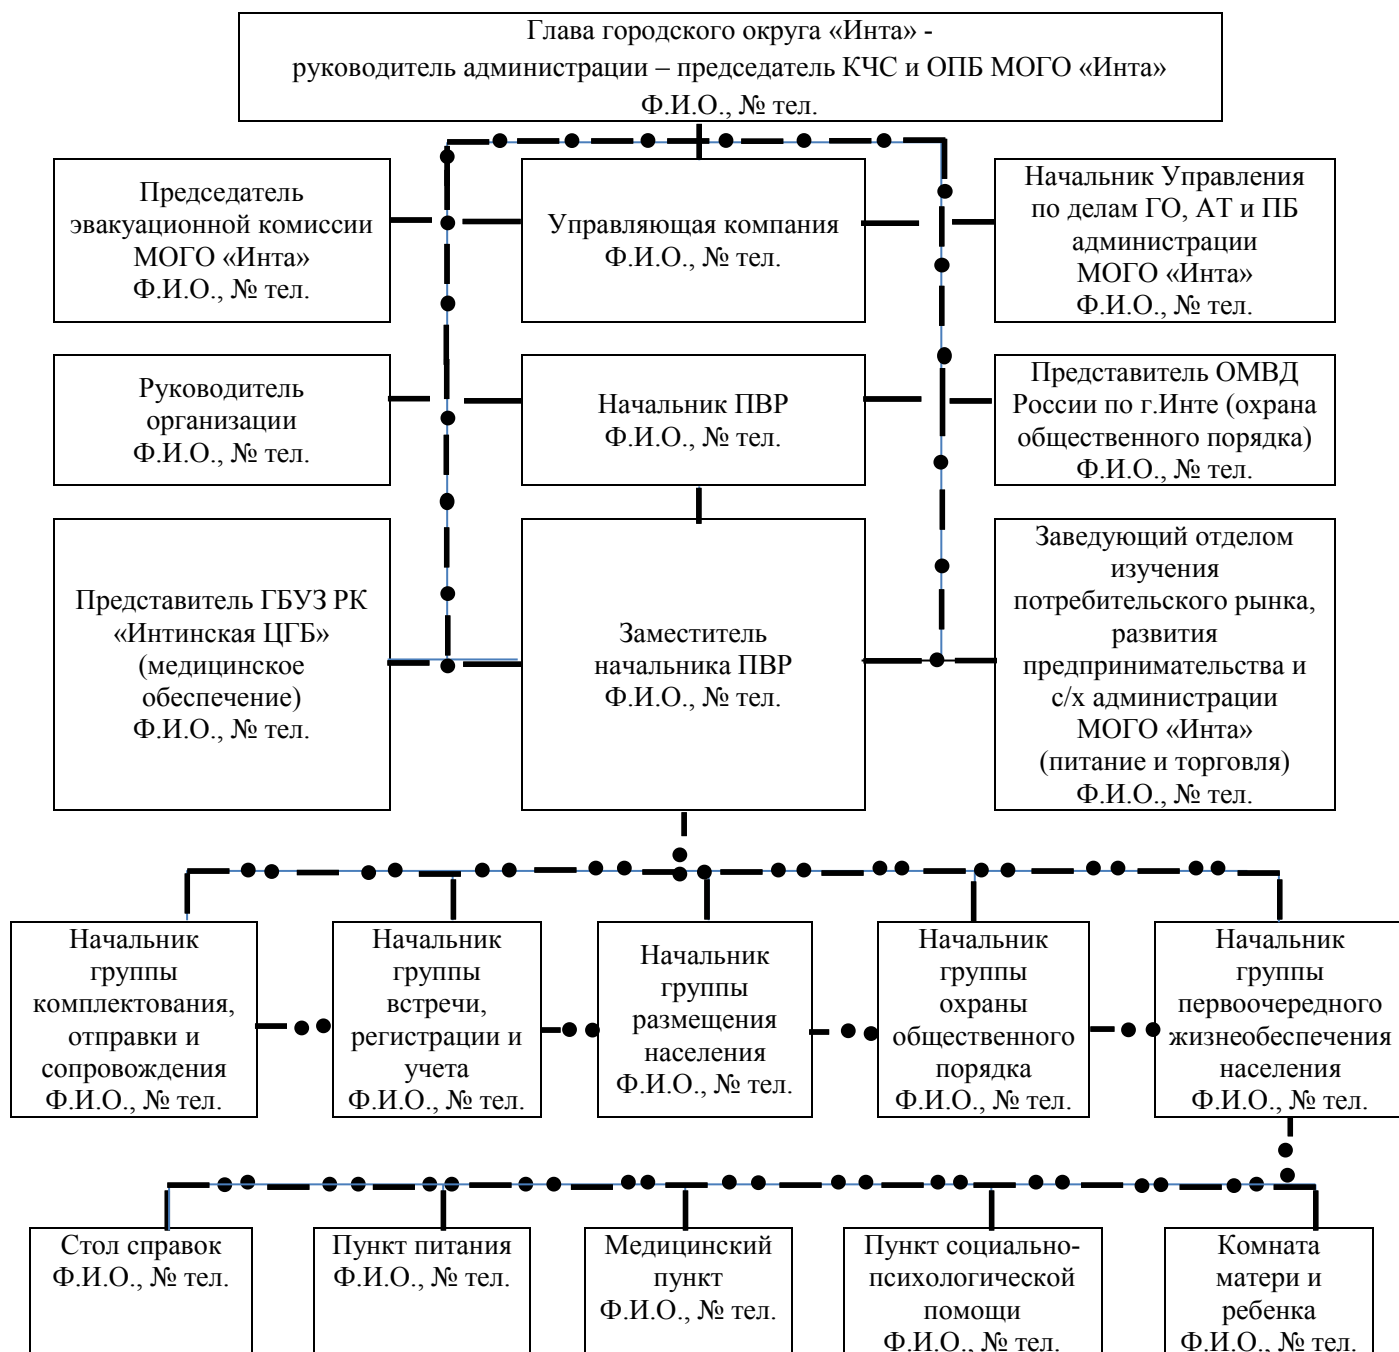 Глава городского округа «Инта» -
руководитель администрации – председатель КЧС и ОПБ МОГО «Инта»
Ф.И.О., № тел.
Председатель
эвакуационной комиссии
МОГО «Инта»
Ф.И.О., № тел.
Управляющая компания
Ф.И.О., № тел.
Начальник Управления
по делам ГО, АТ и ПБ
администрации
МОГО «Инта»
Ф.И.О., № тел.
Руководитель
организации
Ф.И.О., № тел.
Начальник ПВР
Ф.И.О., № тел.
Представитель ОМВД
России по г.Инте (охрана
общественного порядка)
Ф.И.О., № тел.
Представитель ГБУЗ РК
«Интинская ЦГБ»
(медицинское
обеспечение)
Ф.И.О., № тел.
Заместитель
начальника ПВР
Ф.И.О., № тел.
Заведующий отделом
изучения
потребительского рынка,
развития
предпринимательства и
с/х администрации
МОГО «Инта»
(питание и торговля)
Ф.И.О., № тел.
Начальник
группы
комплектования,
отправки и
сопровождения
Ф.И.О., № тел.
Начальник
группы
встречи,
регистрации и
учета
Ф.И.О., № тел.
Начальник
группы
размещения
населения
Ф.И.О., № тел.
Начальник
группы
охраны
общественного
порядка
Ф.И.О., № тел.
Начальник
группы
первоочередного
жизнеобеспечения
населения
Ф.И.О., № тел.
Стол справок
Ф.И.О., № тел.
Пункт питания
Ф.И.О., № тел.
Медицинский
пункт
Ф.И.О., № тел.
Пункт социально-
психологической
помощи
Ф.И.О., № тел.
Комната
матери и
ребенка
Ф.И.О., № тел.